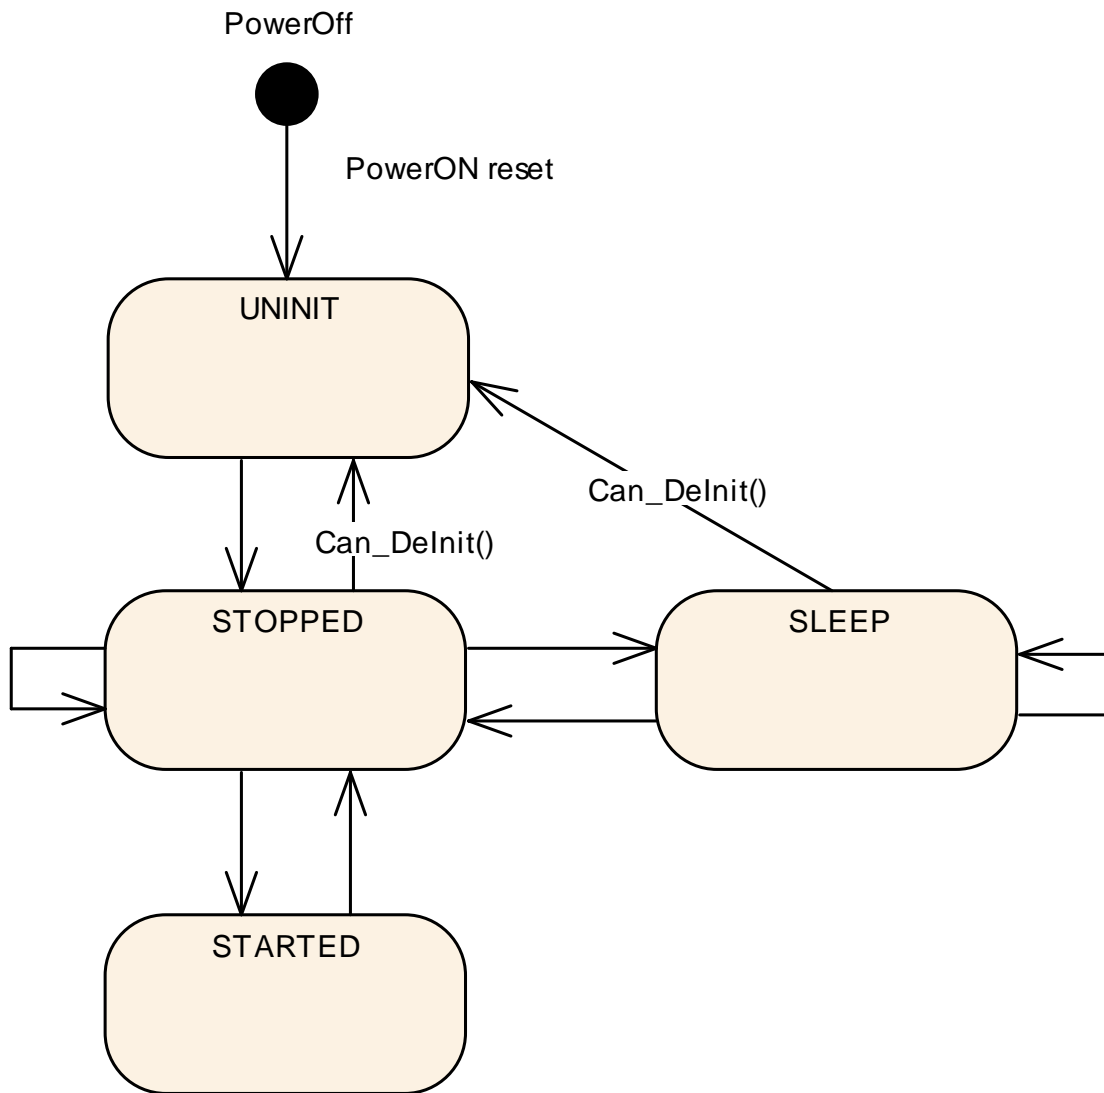 PowerOff
PowerON reset
UNINIT
Can_DeInit()
Can_DeInit()
STOPPED
SLEEP
STARTED